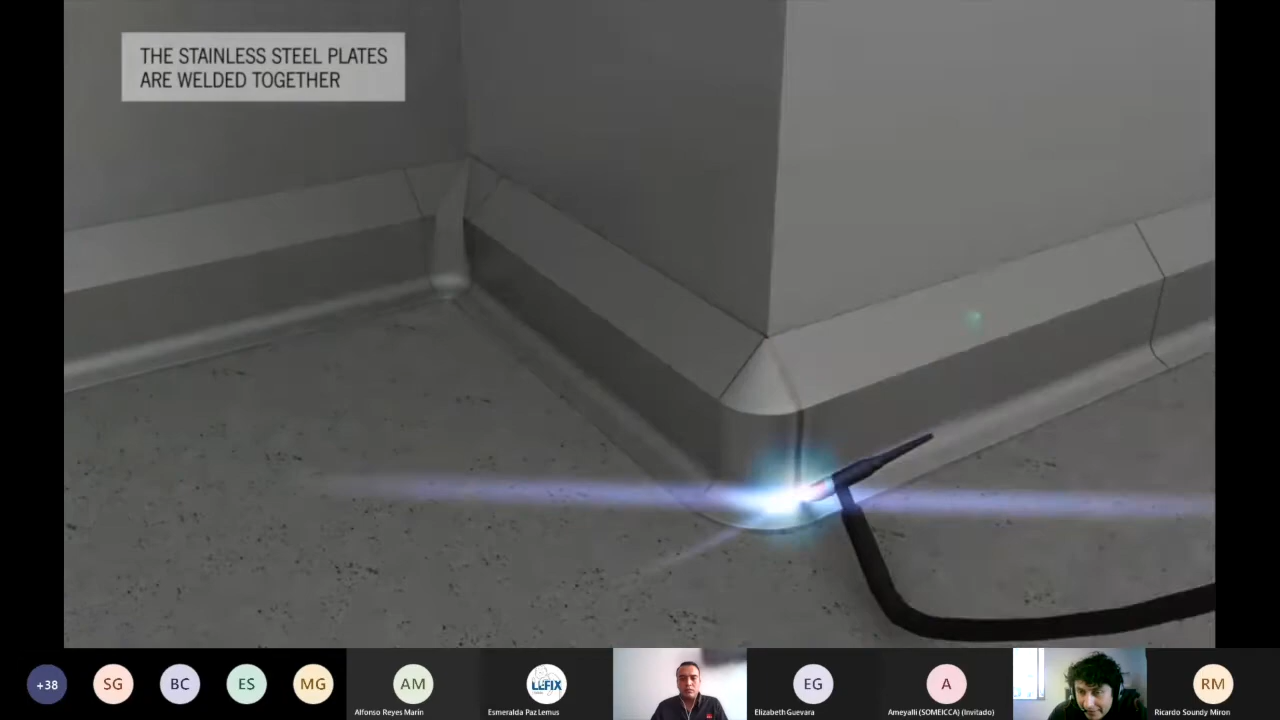 THE STAINLESS STEEL PLATES
ARE WELDED TOGETHER
+38
SG
BC
ES
MG
AM
LEFIX
EG
A
RM
Alfonso Reyes Marin
Esmeralda Paz Lemus
Elizabeth Guevara
Ameyalli (SOMEICCA) (Invitado)
Ricardo Soundy Miron